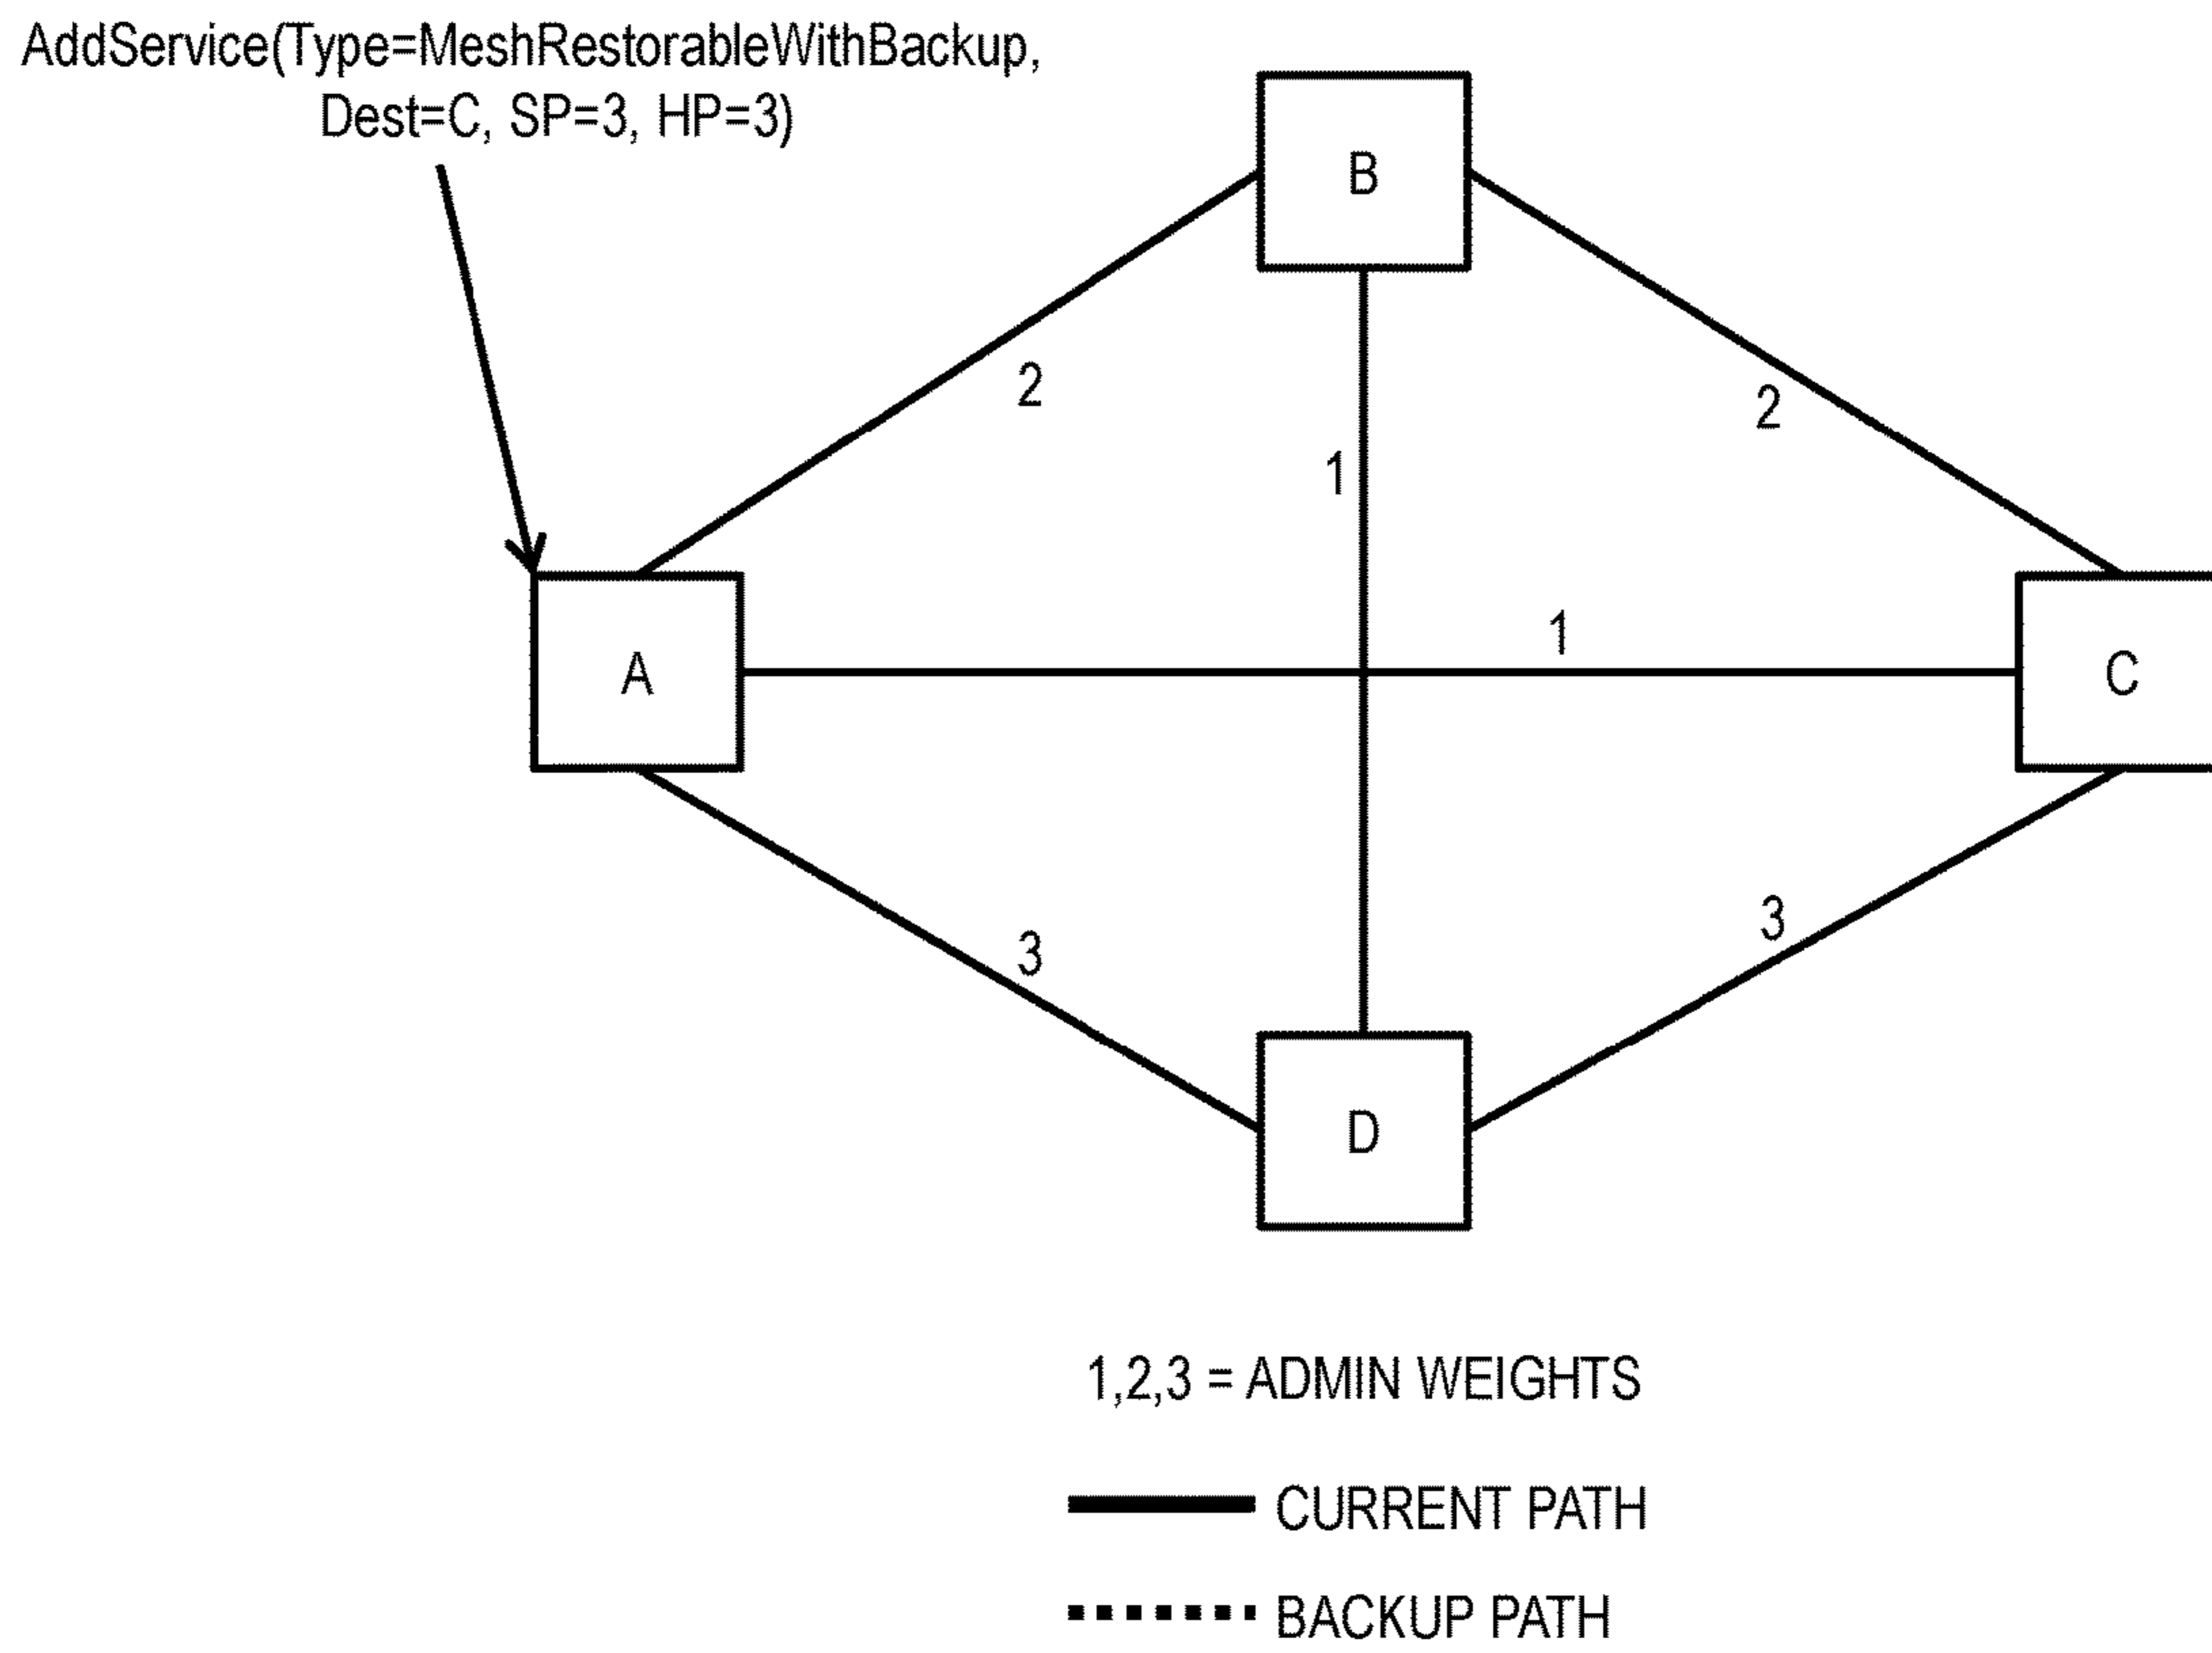 AddService(Type=MeshRestorableWithBackup,
Dest=C, SP=3, HP=3)
B
2
2
1
1
A
C
3
3
D
1,2,3 = ADMIN WEIGHTS
CURRENT PATH
BACKUP PATH